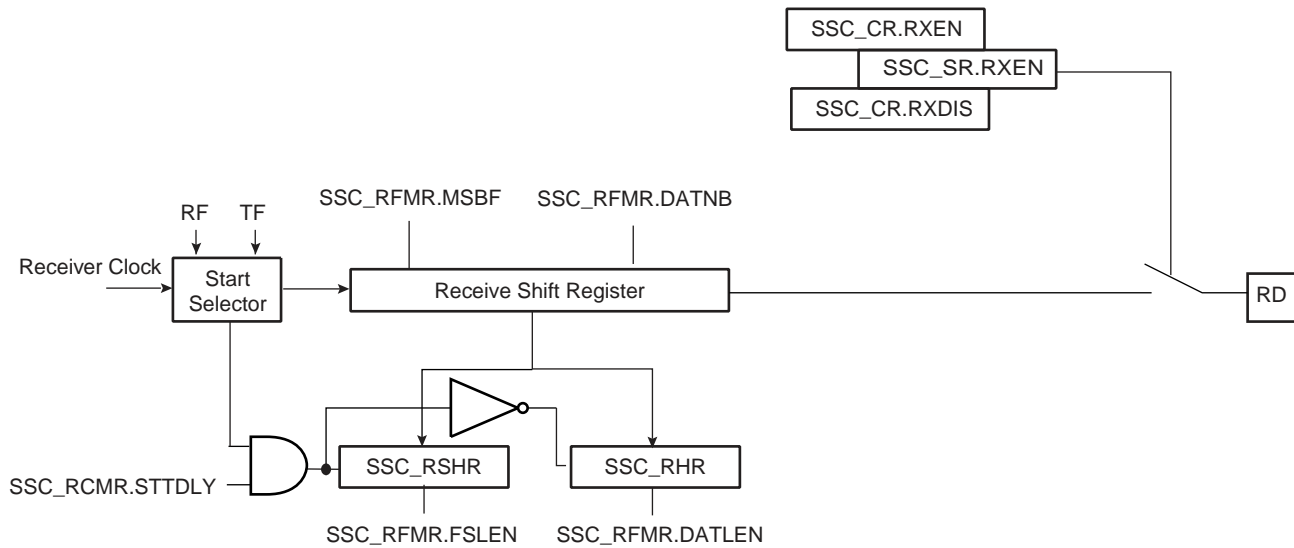 SSC_CR.RXEN
SSC_SR.RXEN
SSC_CR.RXDIS
SSC_RFMR.MSBF
SSC_RFMR.DATNB
RF
TF
Receiver Clock
Start
Selector
Receive Shift Register
RD
SSC_RSHR
SSC_RHR
SSC_RCMR.STTDLY
SSC_RFMR.FSLEN
SSC_RFMR.DATLEN